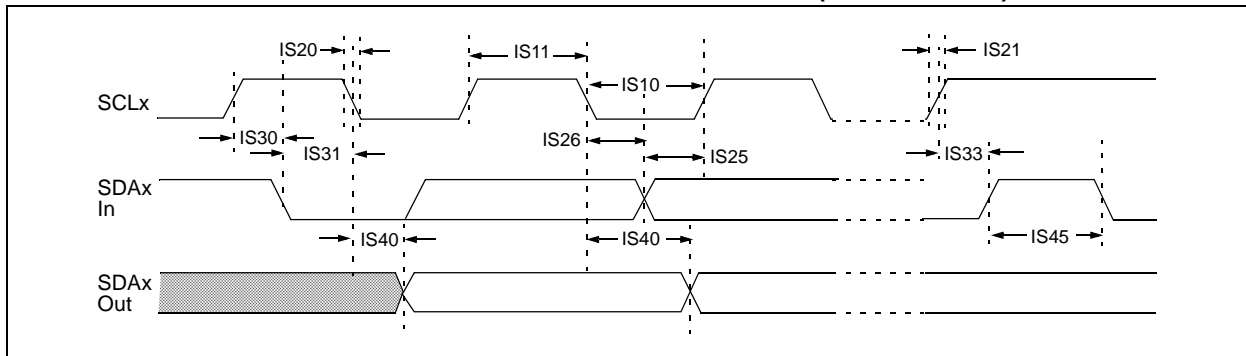 IS20
IS11
IS21
IS10
SCLx
IS30
IS26
IS31
IS25
IS33
SDAx
In
IS40
IS40
IS45
SDAx
Out